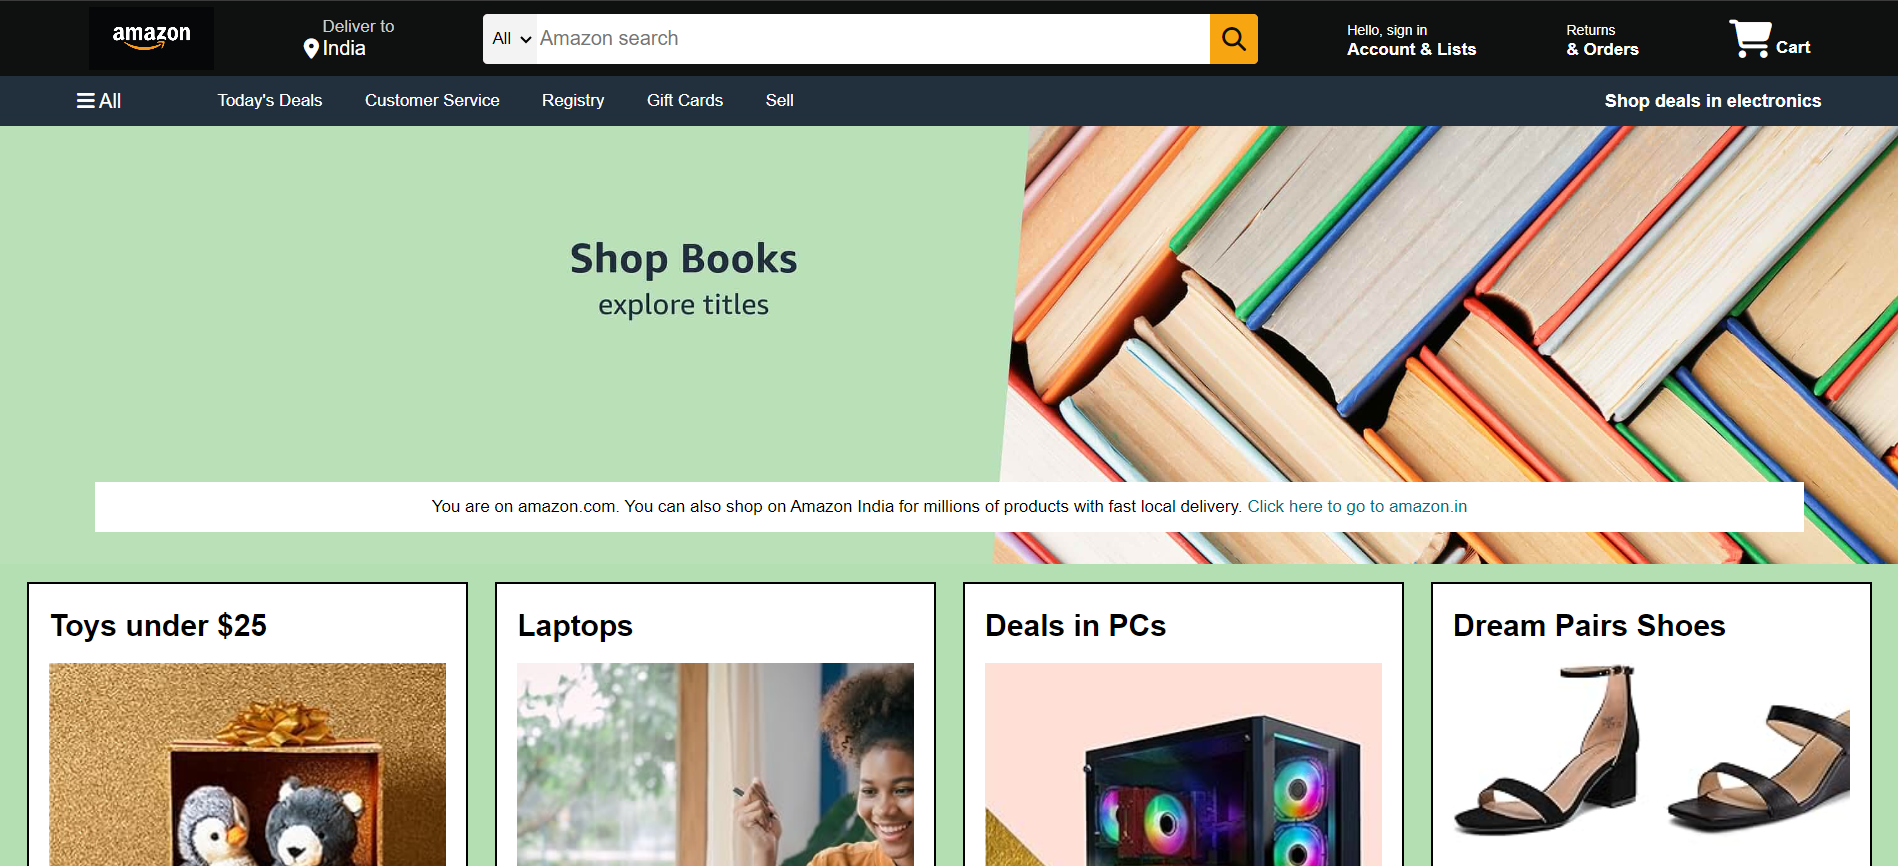 amazon
Deliver to
India
All
Amazon search
Hello, sign in
Account & Lists
Returns
& Orders
Cart
All
Today's Deals
Customer Service
Registry
Gift Cards
Sell
Shop deals in electronics
Shop Books
explore titles
You are on amazon.com. You can also shop on Amazon India for millions of products with fast local delivery. Click here to go to amazon.in
Toys under $25
Laptops
Deals in PCs
Dream Pairs Shoes